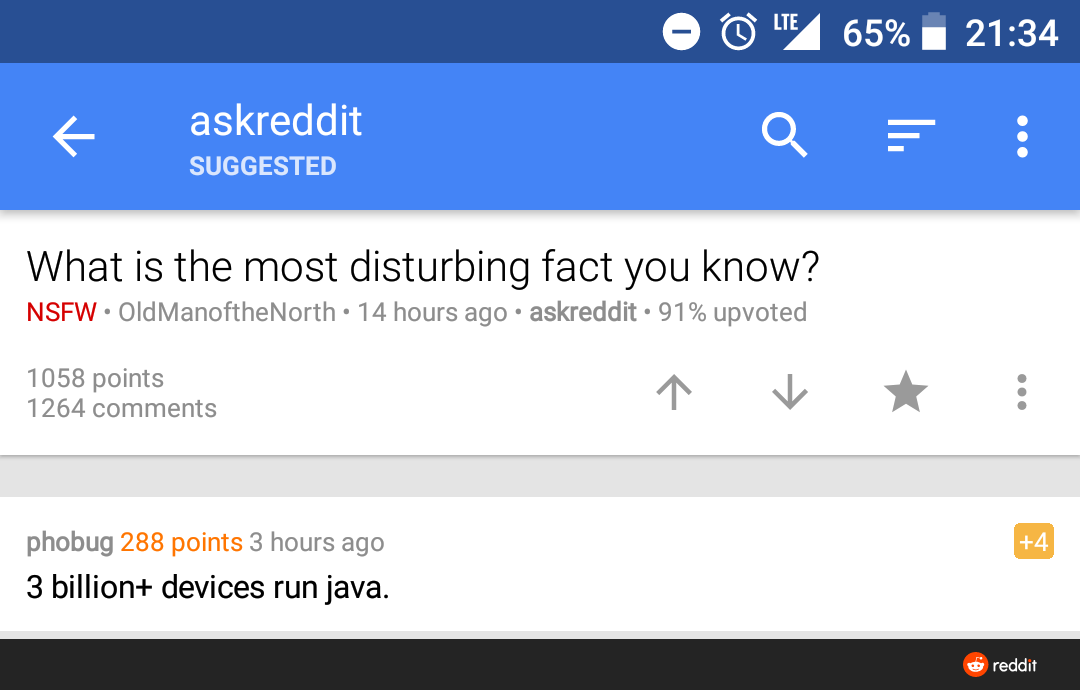 LTE 65% 21:34
askreddit
SUGGESTED
What is the most disturbing fact you know?
NSFW • OldManoftheNorth • 14 hours ago • askreddit • 91% upvoted
1058 points
1264 comments
phobug 288 points 3 hours ago +4
3 billion+ devices run java.
reddit